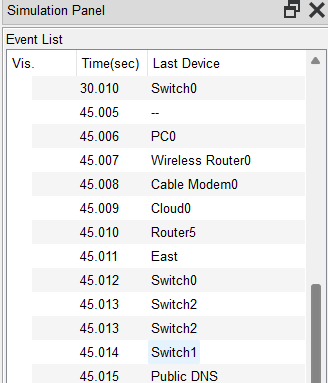 Simulation Panel
Event List
Vis. Time(sec) Last Device
30.010 Switch0
45.005 --
45.006 PC0
45.007 Wireless Router0
45.008 Cable Modem0
45.009 Cloud0
45.010 Router5
45.011 East
45.012 Switch0
45.013 Switch2
45.013 Switch2
45.014 Switch1
45.015 Public DNS